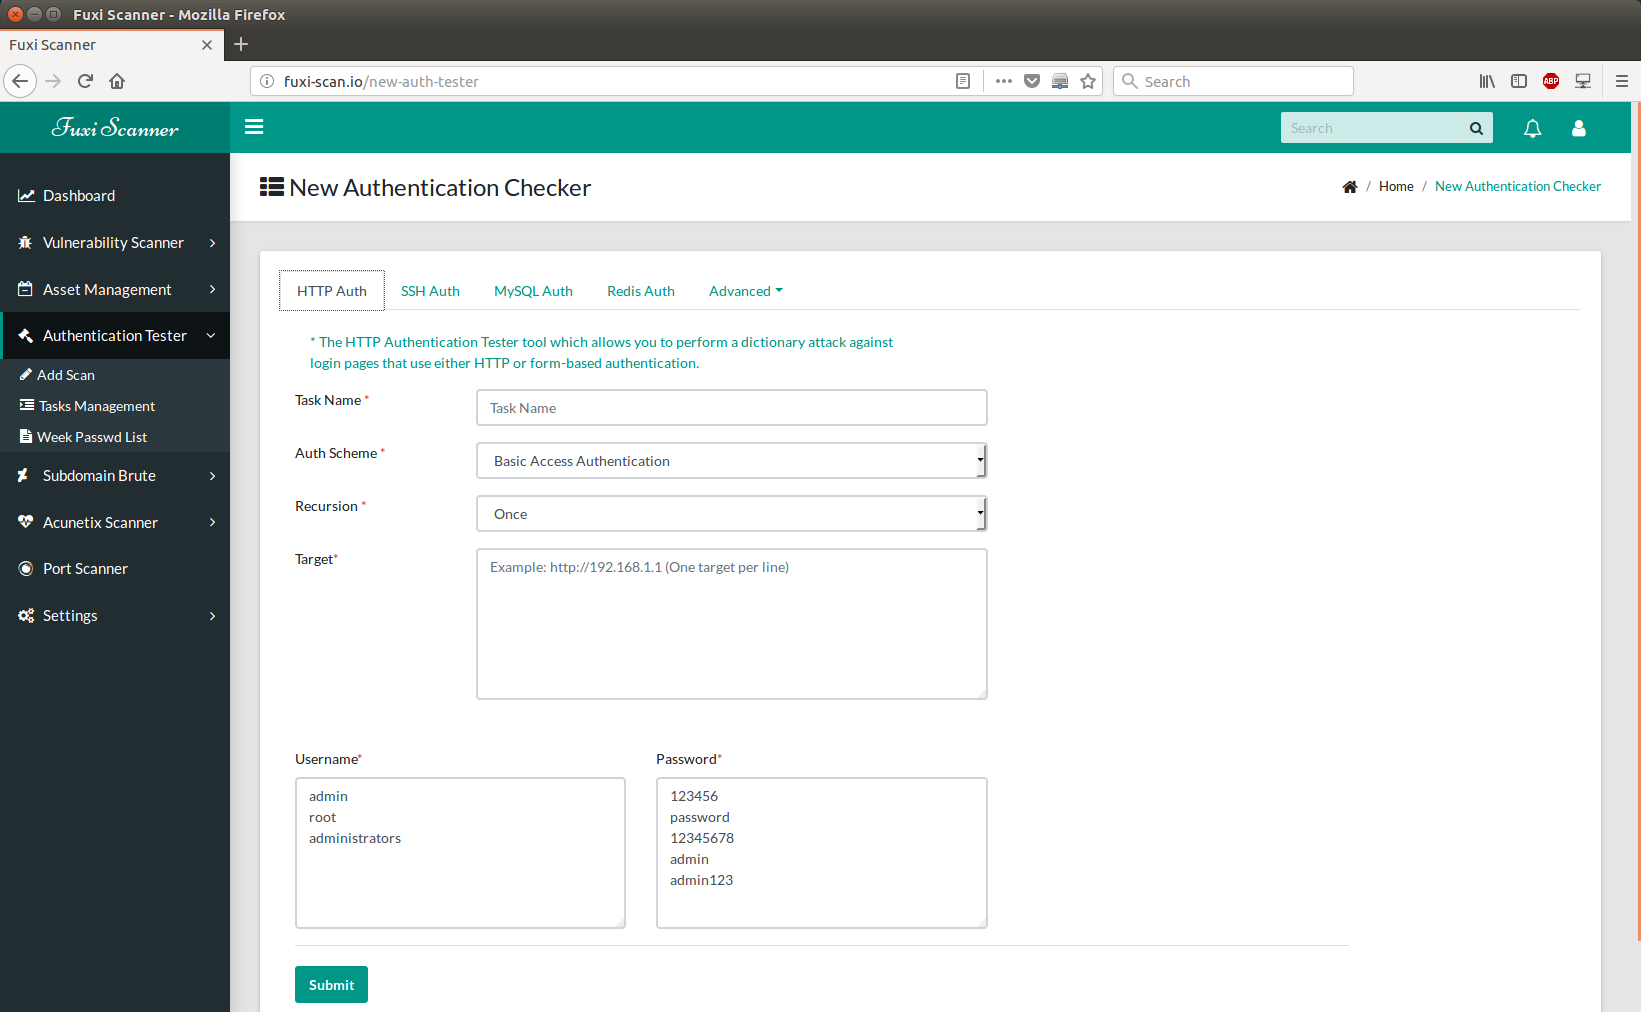 Fuxi Scanner - Mozilla Firefox
Fuxi Scanner
fuxi-scan.io/new-auth-tester
Search
ABP
Fuxi Scanner
Search
New Authentication Checker
/ Home / New Authentication Checker
Dashboard
Vulnerability Scanner
Asset Management
Authentication Tester
Add Scan
Tasks Management
Week Passwd List
Subdomain Brute
Acunetix Scanner
Port Scanner
Settings
HTTP Auth
SSH Auth
MySQL Auth
Redis Auth
Advanced
* The HTTP Authentication Tester tool which allows you to perform a dictionary attack against
login pages that use either HTTP or form-based authentication.
Task Name *
Task Name
Auth Scheme *
Basic Access Authentication
Recursion *
Once
Target*
Example: http://192.168.1.1 (One target per line)
Username*
admin
root
administrators
Password*
123456
password
12345678
admin
admin123
Submit